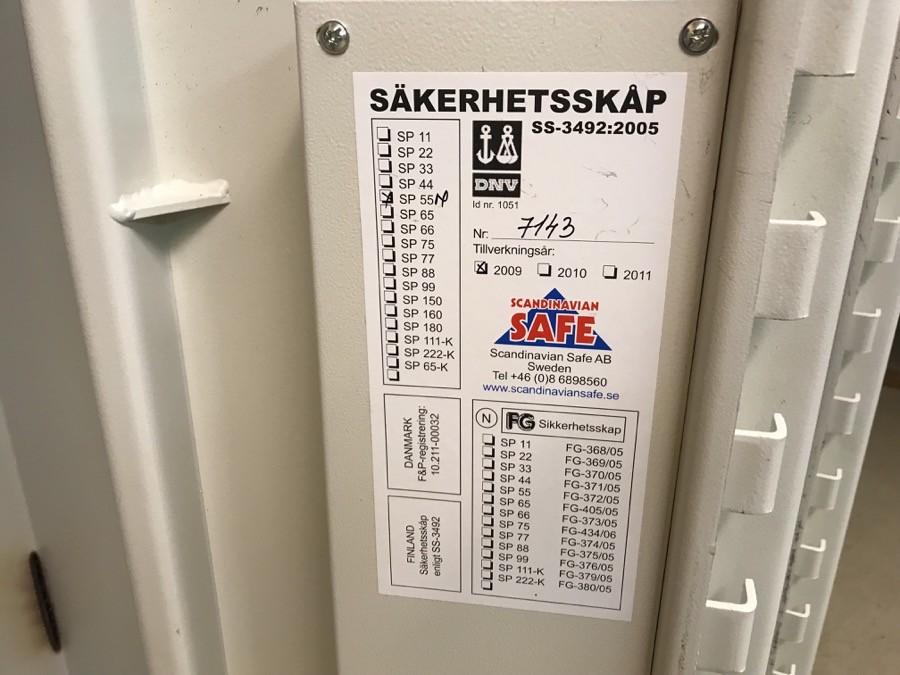 SÄKERHETSSKÅP
SS-3492:2005
SP 11
SP 22
SP 33
SP 44
SP 55N
SP 65
SP 66
SP 75
SP 77
SP 88
SP 99
SP 150
SP 160
SP 180
SP 111-K
SP 222-K
SP 65-K
DNV
Id nr. 1051
Nr: 7143
Tillverkningsår:
2009 2010 2011
SCANDINAVIAN
SAFE
Scandinavian Safe AB
Sweden
Tel +46 (0)8 6898560
www.scandinaviansafe.se
DANMARK
F&P-registrering:
10.211-00032
FINLAND
Säkerhetsskåp
enligt SS-3492
N FG Sikkerhetsskap
SP 11 FG-368/05
SP 22 FG-369/05
SP 33 FG-370/05
SP 44 FG-371/05
SP 55 FG-372/05
SP 65 FG-405/05
SP 66 FG-373/05
SP 75 FG-434/06
SP 77 FG-374/05
SP 88 FG-375/05
SP 99 FG-376/05
SP 111-K FG-379/05
SP 222-K FG-380/05